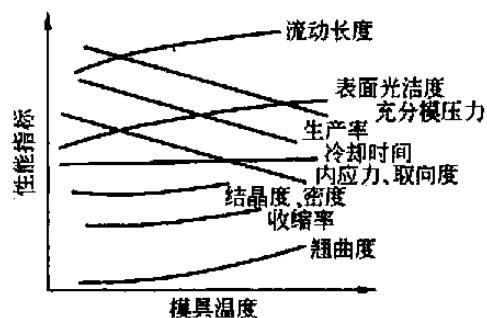 流动长度
表面光洁度
充分模压力
生产率
冷却时间
内应力、取向度
结晶度、密度
收缩率
翘曲度
性能指标
模具温度